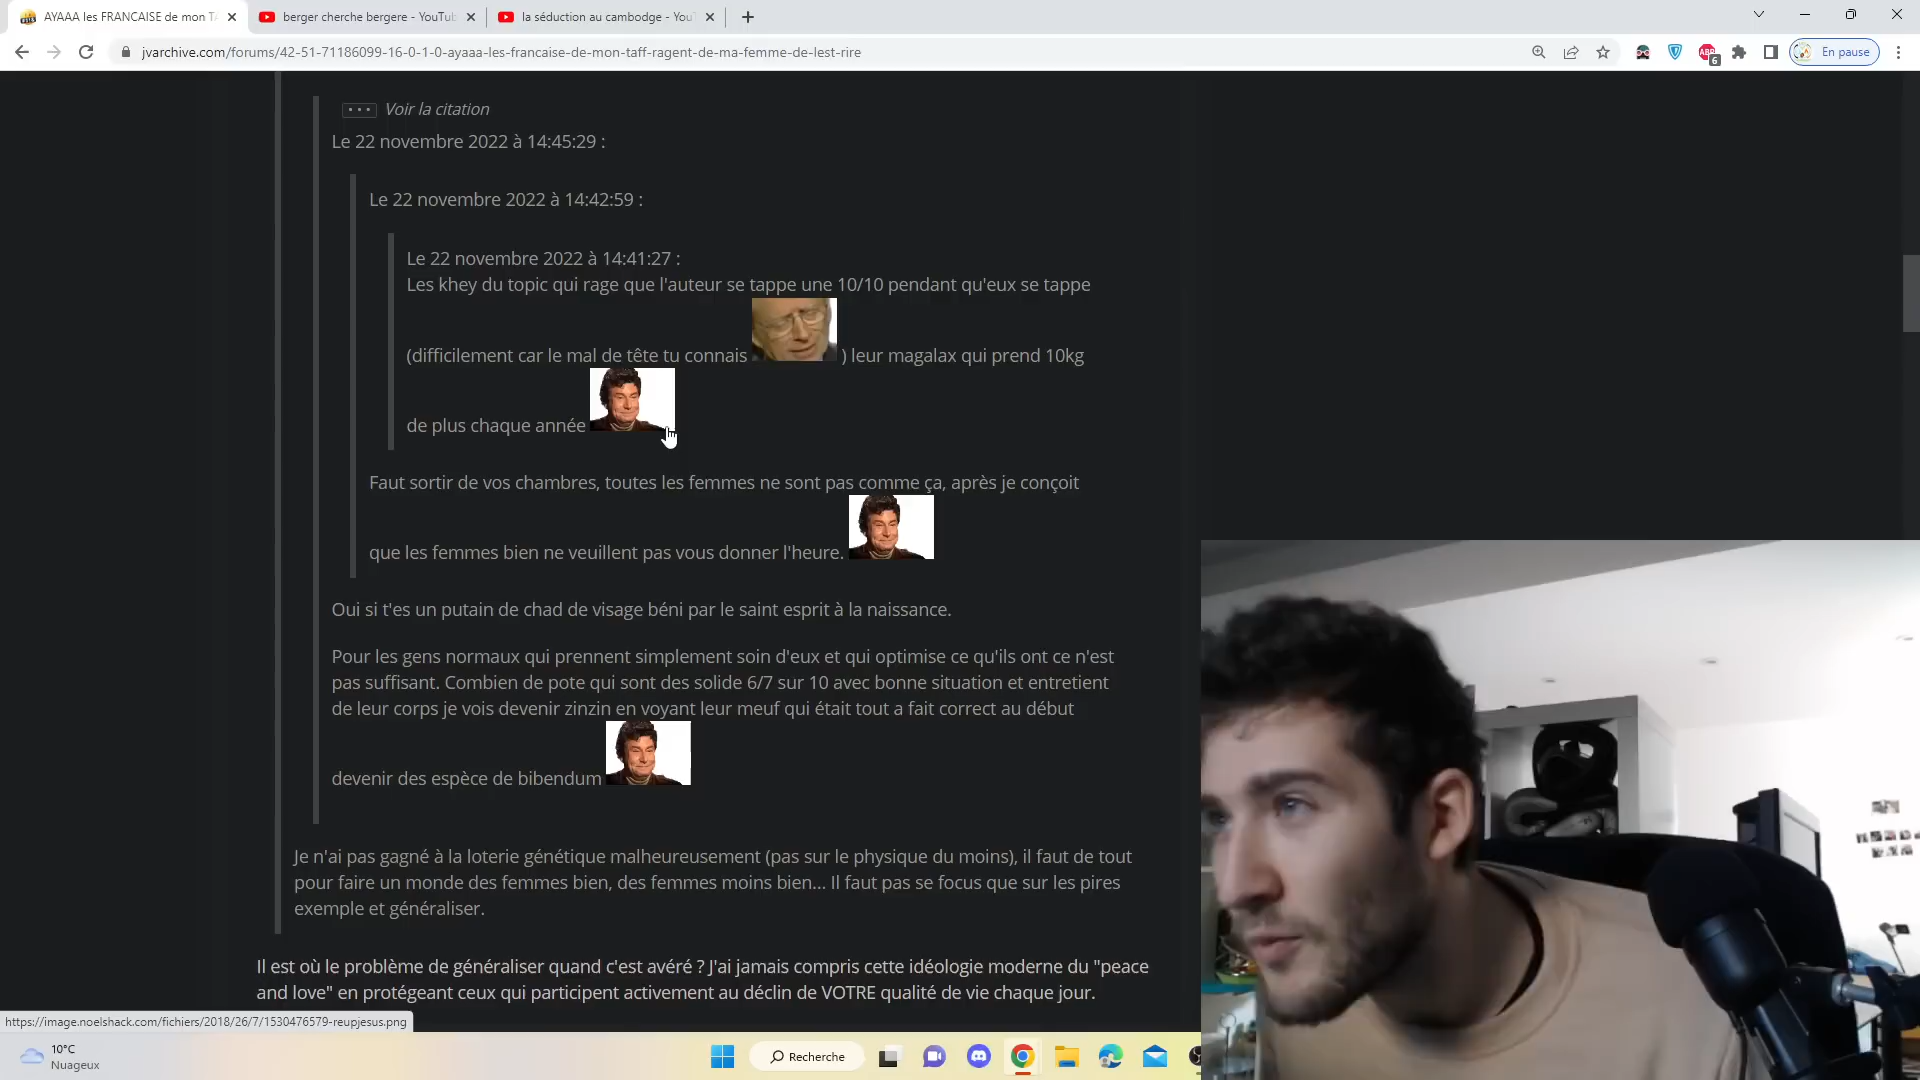 AYAAA les FRANCAISE de mon TA
berger cherche bergere - YouTub
la séduction au cambodge - You
jvarchive.com/forums/42-51-71186099-16-0-1-0-ayaaa-les-francaise-de-mon-taff-ragent-de-ma-femme-de-lest-rire
ABP
6
En pause
Voir la citation
Le 22 novembre 2022 à 14:45:29 :
Le 22 novembre 2022 à 14:42:59 :
Le 22 novembre 2022 à 14:41:27 :
Les khey du topic qui rage que l'auteur se tappe une 10/10 pendant qu'eux se tappe
(difficilement car le mal de tête tu connais ) leur magalax qui prend 10kg
de plus chaque année
Faut sortir de vos chambres, toutes les femmes ne sont pas comme ça, après je conçoit
que les femmes bien ne veuillent pas vous donner l'heure.
Oui si t'es un putain de chad de visage béni par le saint esprit à la naissance.
Pour les gens normaux qui prennent simplement soin d'eux et qui optimise ce qu'ils ont ce n'est
pas suffisant. Combien de pote qui sont des solide 6/7 sur 10 avec bonne situation et entretient
de leur corps je vois devenir zinzin en voyant leur meuf qui était tout a fait correct au début
devenir des espèce de bibendum
Je n'ai pas gagné à la loterie génétique malheureusement (pas sur le physique du moins), il faut de tout
pour faire un monde des femmes bien, des femmes moins bien... Il faut pas se focus que sur les pires
exemple et généraliser.
Il est où le problème de généraliser quand c'est avéré ? J'ai jamais compris cette idéologie moderne du "peace
and love" en protégeant ceux qui participent activement au déclin de VOTRE qualité de vie chaque jour.
https://image.noelshack.com/fichiers/2018/26/7/1530476579-reupjesus.png
10°C
Nuageux
Recherche